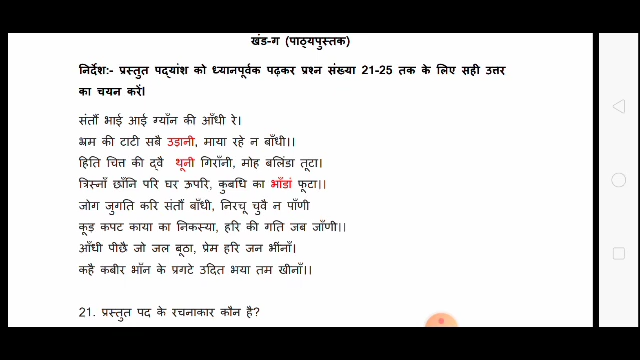 खंड-ग (पाठ्यपुस्तक)
निर्देश:- प्रस्तुत पद्यांश को ध्यानपूर्वक पढ़कर प्रश्न संख्या 21-25 तक के लिए सही उत्तर
का चयन करें।
संतौं भाई आई ग्याँन की आँधी रे।
भ्रम की टाटी सबै उड़ानी, माया रहे न बाँधी।।
हिति चित्त की द्वै थूनी गिराँनी, मोह बलिंडा तूटा।
त्रिस्नाँ छाँनि परि घर ऊपरि, कुबधि का भाँडां फूटा।।
जोग जुगति करि संतौं बाँधी, निरचू चुवै न पाँणी
कूड़ कपट काया का निकस्या, हरि की गति जब जाँणी।।
आँधी पीछै जो जल बूठा, प्रेम हरि जन भींनाँ।
कहै कबीर भाँन के प्रगटे उदित भया तम खीनाँ।।
21. प्रस्तुत पद के रचनाकार कौन है?